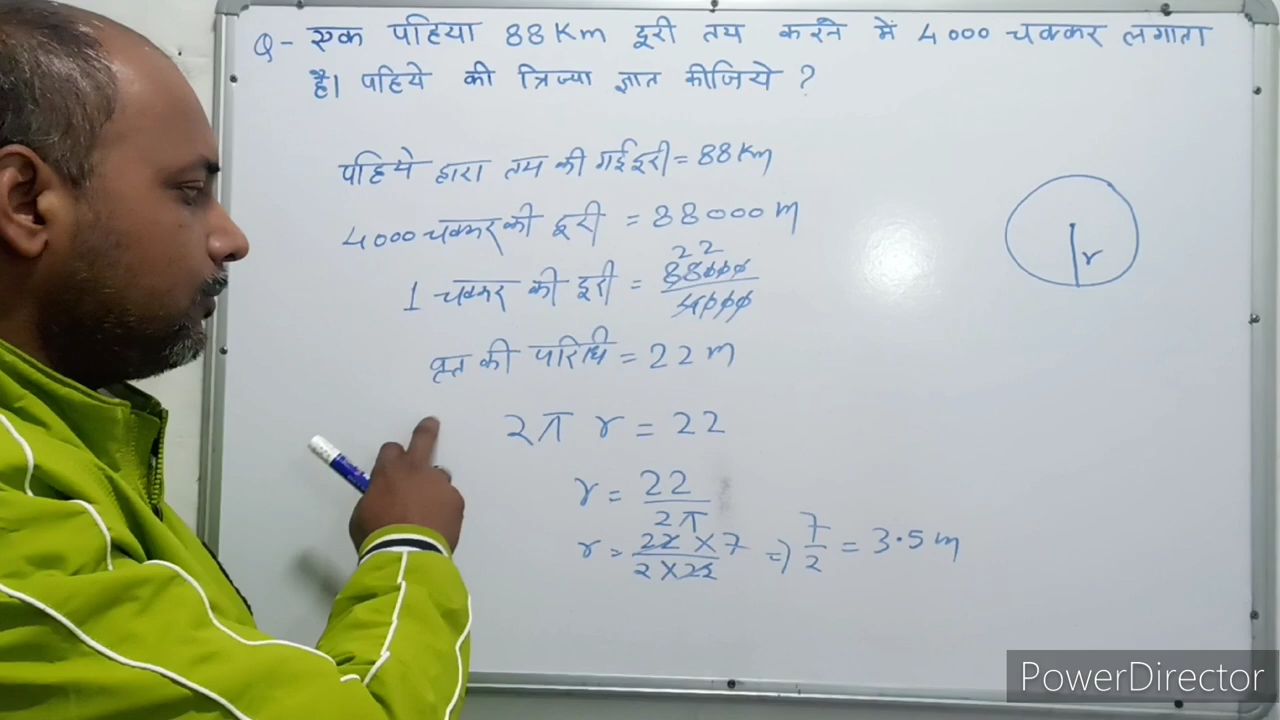 Q- एक पहिया 88 Km दूरी तय करने में 4000 चक्कर लगाता
है। पहिये की त्रिज्या ज्ञात कीजिये ?
पहिये द्वारा तय की गई दूरी = 88 Km
4000 चक्कर की दूरी = 88000 m
1 चक्कर की दूरी = 88000/4000 22
वृत की परिधि = 22 m
2π r = 22
r = 22/2π
r = 22 × 7/2 × 22 ⇒ 7/2 = 3.5 m
r
PowerDirector